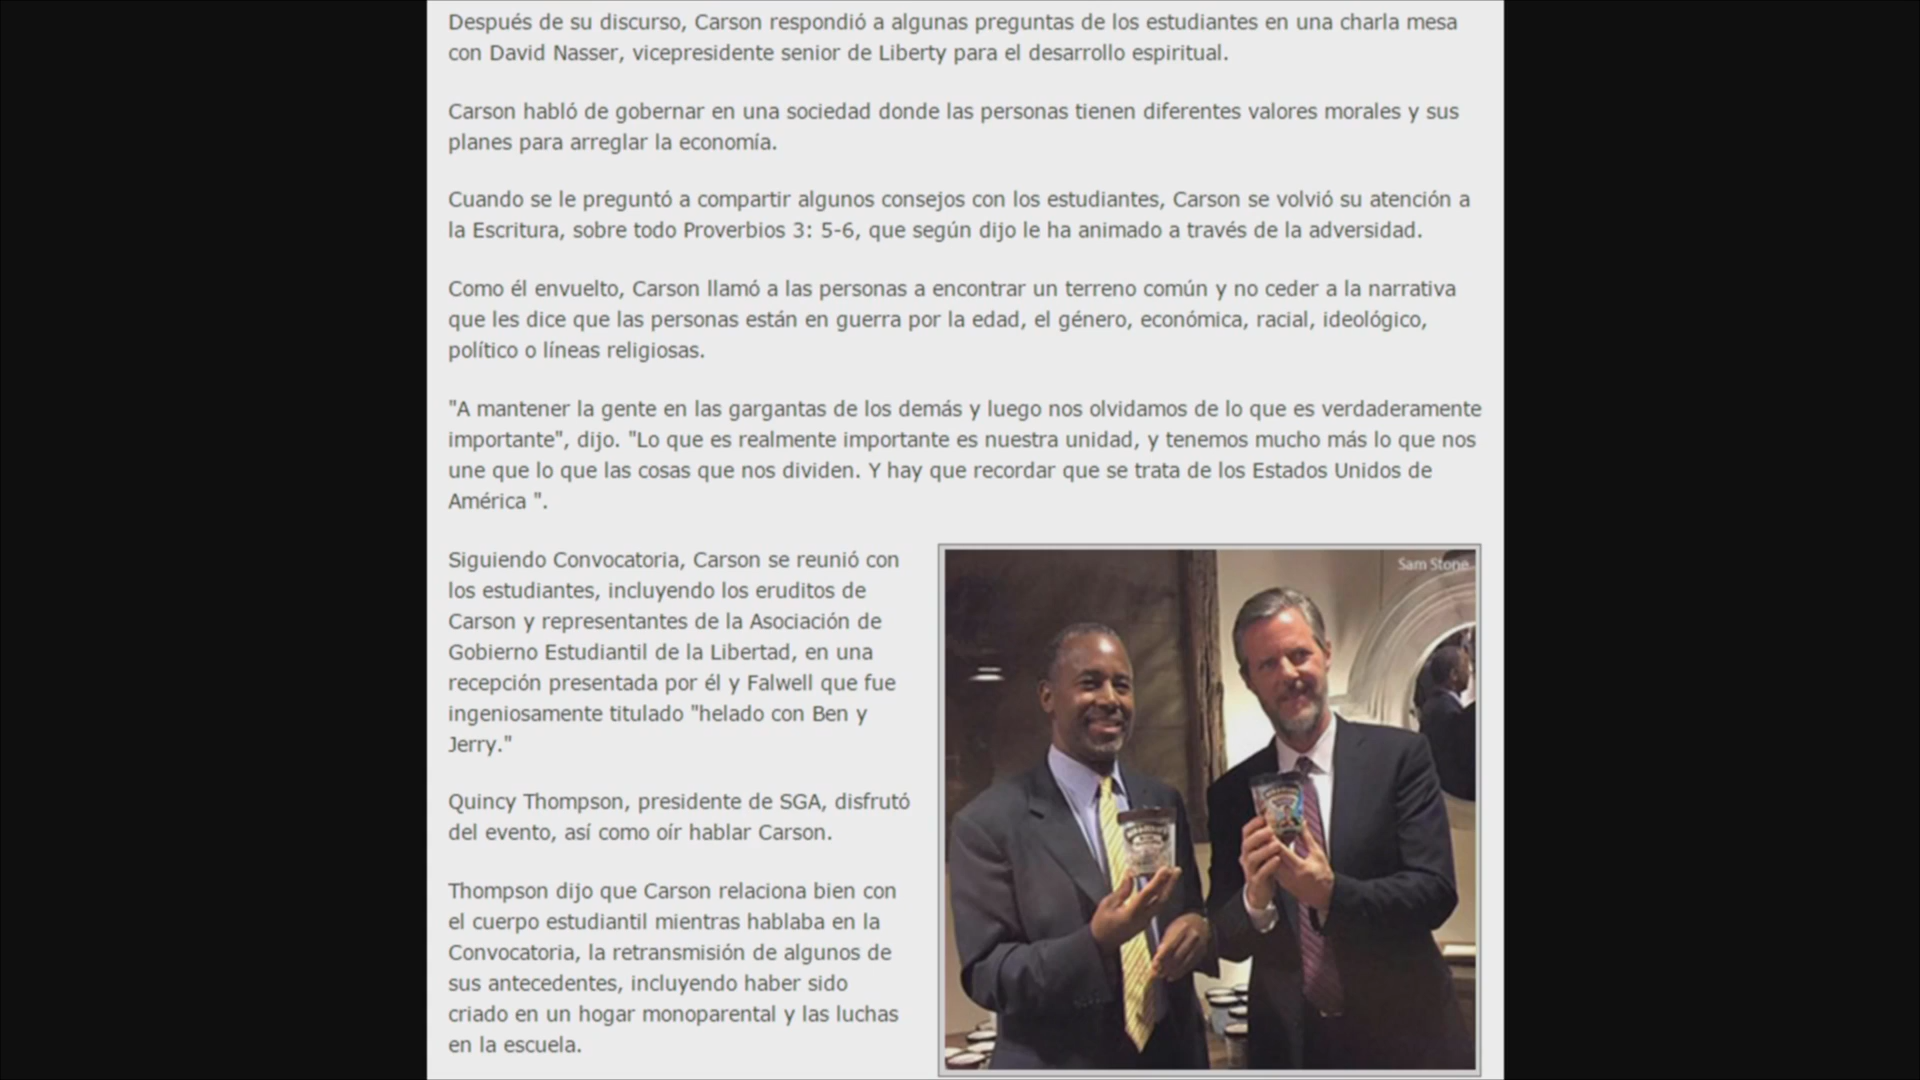 Después de su discurso, Carson respondió a algunas preguntas de los estudiantes en una charla mesa
con David Nasser, vicepresidente senior de Liberty para el desarrollo espiritual.
Carson habló de gobernar en una sociedad donde las personas tienen diferentes valores morales y sus
planes para arreglar la economía.
Cuando se le preguntó a compartir algunos consejos con los estudiantes, Carson se volvió su atención a
la Escritura, sobre todo Proverbios 3: 5-6, que según dijo le ha animado a través de la adversidad.
Como él envuelto, Carson llamó a las personas a encontrar un terreno común y no ceder a la narrativa
que les dice que las personas están en guerra por la edad, el género, económica, racial, ideológico,
político o líneas religiosas.
"A mantener la gente en las gargantas de los demás y luego nos olvidamos de lo que es verdaderamente
importante", dijo. "Lo que es realmente importante es nuestra unidad, y tenemos mucho más lo que nos
une que lo que las cosas que nos dividen. Y hay que recordar que se trata de los Estados Unidos de
América ".
Siguiendo Convocatoria, Carson se reunió con
los estudiantes, incluyendo los eruditos de
Carson y representantes de la Asociación de
Gobierno Estudiantil de la Libertad, en una
recepción presentada por él y Falwell que fue
ingeniosamente titulado "helado con Ben y
Jerry."
Quincy Thompson, presidente de SGA, disfrutó
del evento, así como oír hablar Carson.
Thompson dijo que Carson relaciona bien con
el cuerpo estudiantil mientras hablaba en la
Convocatoria, la retransmisión de algunos de
sus antecedentes, incluyendo haber sido
criado en un hogar monoparental y las luchas
en la escuela.
Sam Stone